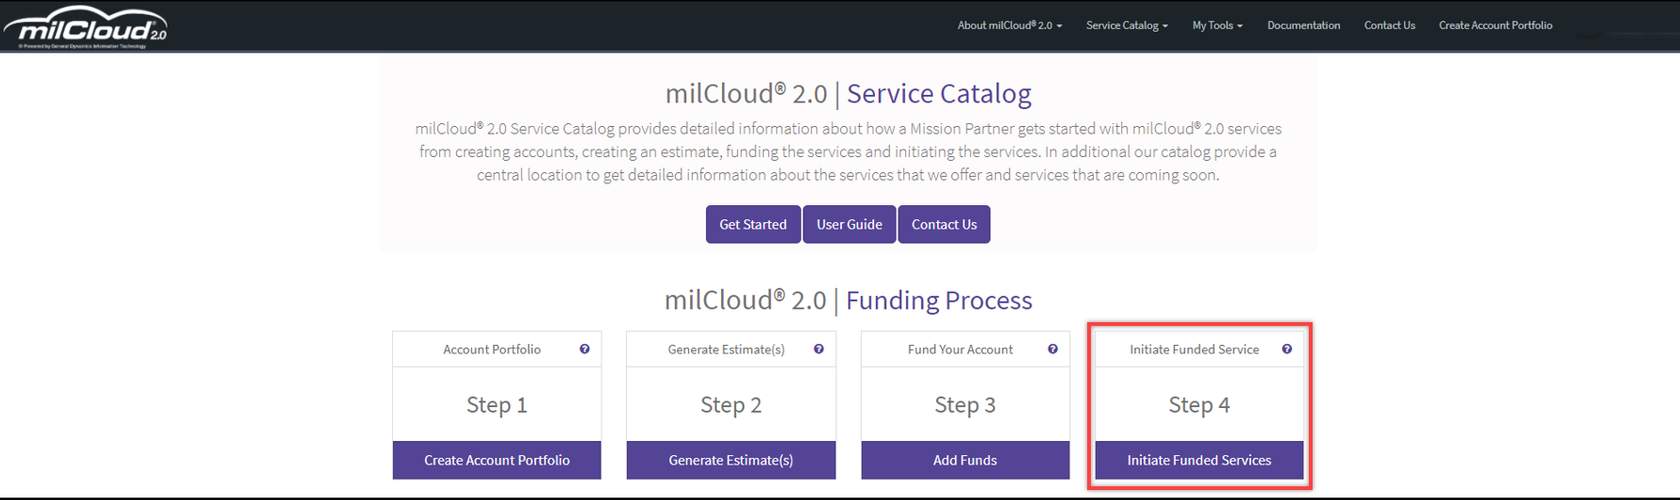 milCloud® 2.0
® Powered by General Dynamics Information Technology
About milCloud® 2.0 Service Catalog My Tools Documentation Contact Us Create Account Portfolio
milCloud® 2.0 | Service Catalog
milCloud® 2.0 Service Catalog provides detailed information about how a Mission Partner gets started with milCloud® 2.0 services
from creating accounts, creating an estimate, funding the services and initiating the services. In additional our catalog provide a
central location to get detailed information about the services that we offer and services that are coming soon.
Get Started User Guide Contact Us
milCloud® 2.0 | Funding Process
Account Portfolio ? Generate Estimate(s) ? Fund Your Account ? Initiate Funded Service ?
Step 1 Step 2 Step 3 Step 4
Create Account Portfolio Generate Estimate(s) Add Funds Initiate Funded Services